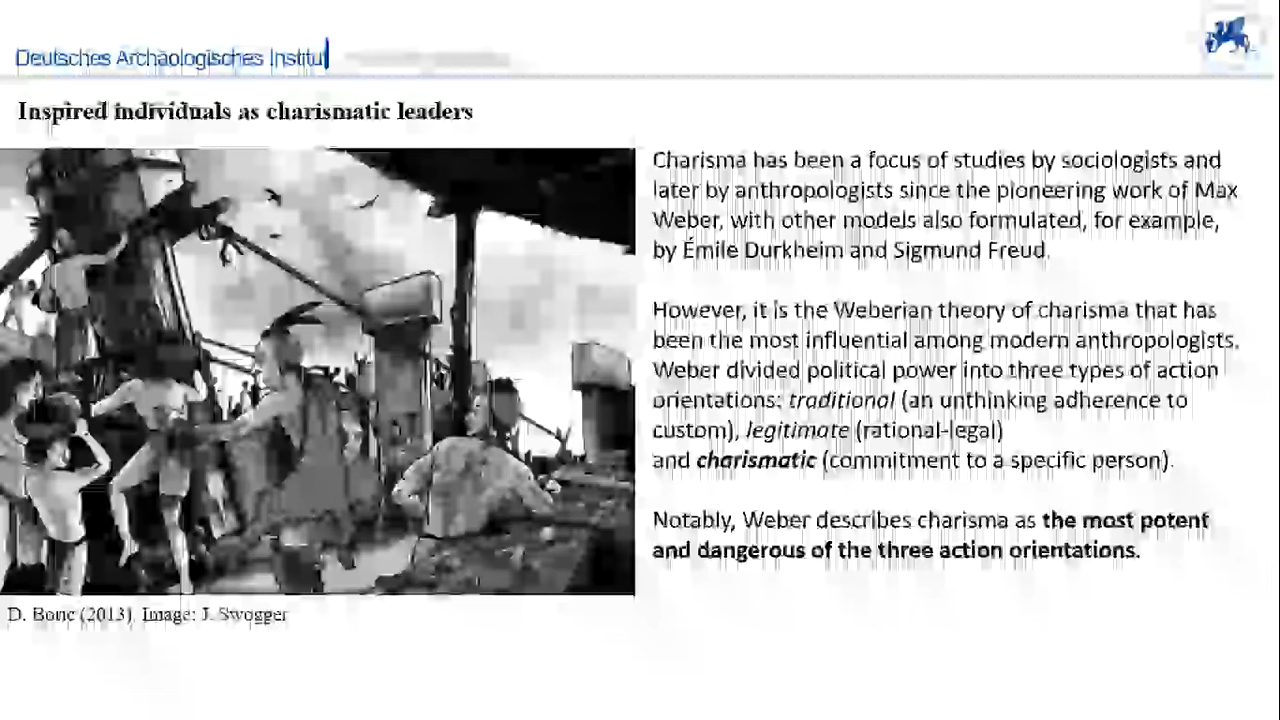 Deutsches Archäologisches Institut
Inspired individuals as charismatic leaders
Charisma has been a focus of studies by sociologists and
later by anthropologists since the pioneering work of Max
Weber, with other models also formulated, for example,
by Émile Durkheim and Sigmund Freud.
However, it is the Weberian theory of charisma that has
been the most influential among modern anthropologists.
Weber divided political power into three types of action
orientations: traditional (an unthinking adherence to
custom), legitimate (rational-legal)
and charismatic (commitment to a specific person).
Notably, Weber describes charisma as the most potent
and dangerous of the three action orientations.
D. (2013). Image: J. Swogger